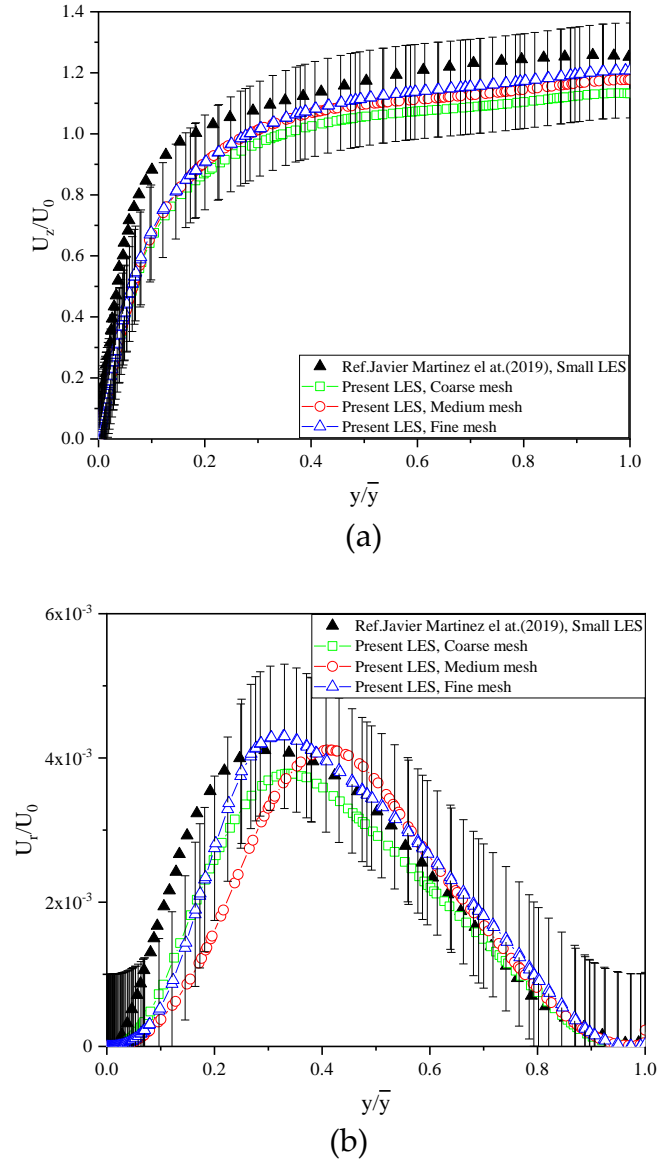 1.4
1.2
1.0
0.8
0.6
0.4
0.2
0.0
U_z/U_0
Ref.Javier Martinez el at.(2019), Small LES
Present LES, Coarse mesh
Present LES, Medium mesh
Present LES, Fine mesh
0.0 0.2 0.4 0.6 0.8 1.0
y/y̅
(a)
6x10⁻³
4x10⁻³
2x10⁻³
0
U_r/U_0
Ref.Javier Martinez el at.(2019), Small LES
Present LES, Coarse mesh
Present LES, Medium mesh
Present LES, Fine mesh
0.0 0.2 0.4 0.6 0.8 1.0
y/y̅
(b)